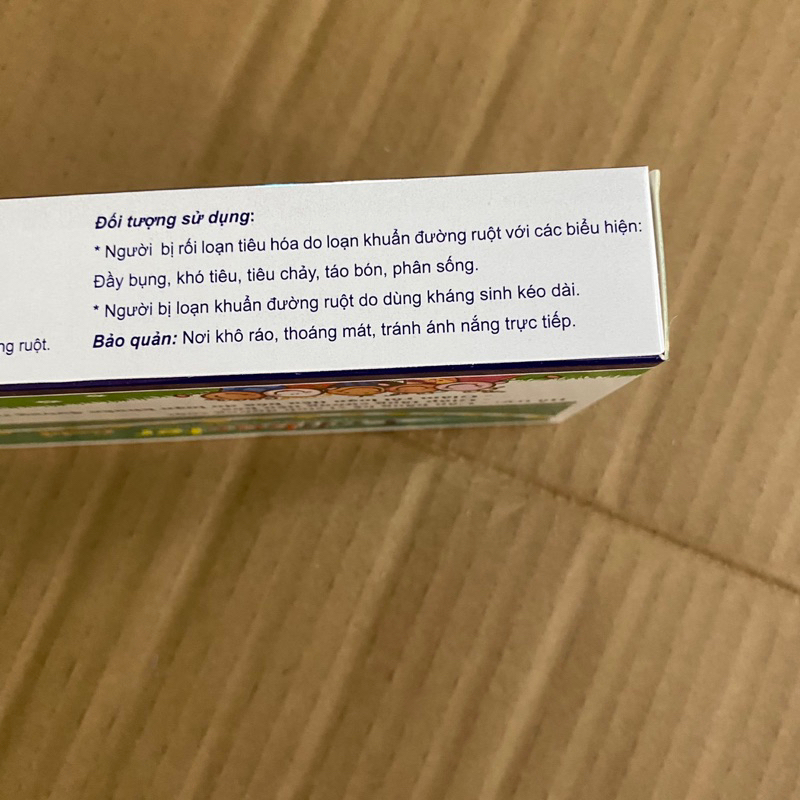 Đối tượng sử dụng:
* Người bị rối loạn tiêu hóa do loạn khuẩn đường ruột với các biểu hiện:
Đầy bụng, khó tiêu, tiêu chảy, táo bón, phân sống.
* Người bị loạn khuẩn đường ruột do dùng kháng sinh kéo dài.
ruột.
Bảo quản: Nơi khô ráo, thoáng mát, tránh ánh nắng trực tiếp.